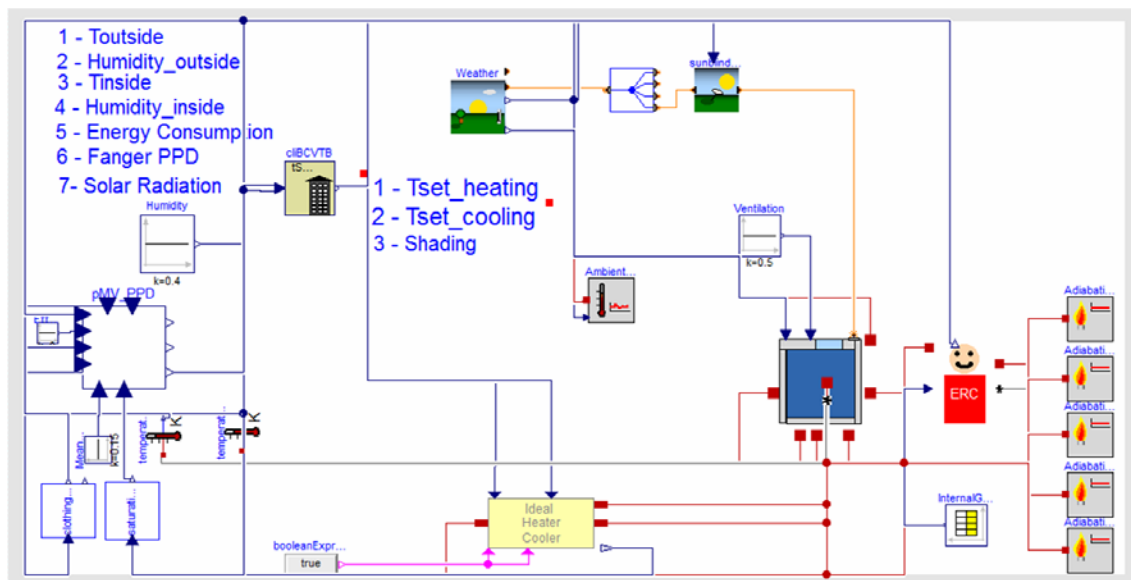 1 - Toutside
2 - Humidity_outside
3 - Tinside
4 - Humidity_inside
5 - Energy Consumption
6 - Fanger PPD
7- Solar Radiation
Weather
sunblind...
cliBCVTB
tS...
1 - Tset_heating
2 - Tset_cooling
3 - Shading
Humidity
k=0.4
Ventilation
k=0.5
Ambient...
pMV_PPD
Adiabati...
Adiabati...
Adiabati...
Adiabati...
Adiabati...
ERC
Mean...
k=0.15
temperat...
K
temperat...
K
clothing...
saturati...
Ideal
Heater
Cooler
booleanExpr...
true
InternalG...